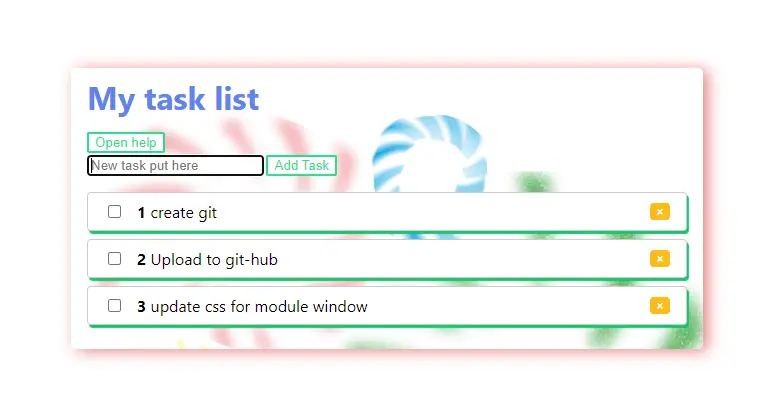 My task list
Open help
New task put here Add Task
1 create git ×
2 Upload to git-hub ×
3 update css for module window ×